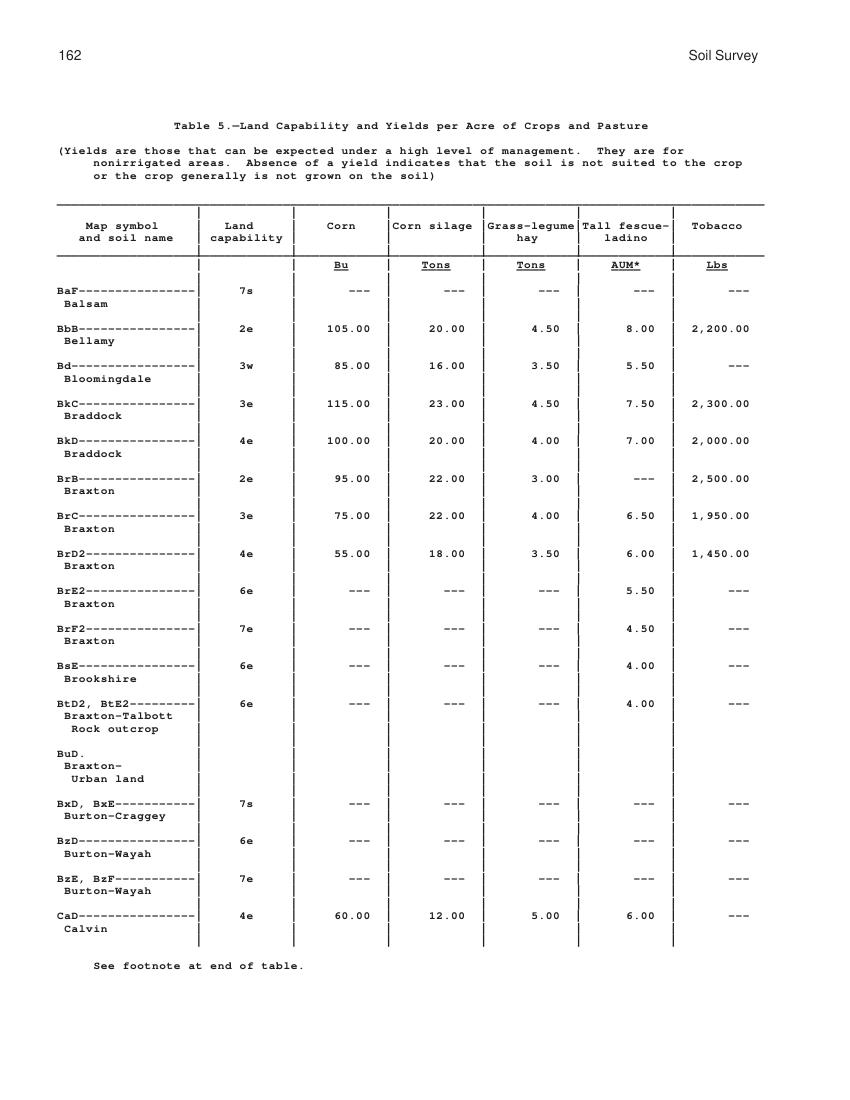 162
Soil Survey
Table 5.—Land Capability and Yields per Acre of Crops and Pasture
(Yields are those that can be expected under a high level of management. They are for
nonirrigated areas. Absence of a yield indicates that the soil is not suited to the crop
or the crop generally is not grown on the soil)
Map symbol | Land | Corn | Corn silage | Grass-legume | Tall fescue- | Tobacco
and soil name | capability | | | hay | ladino |
| | Bu | Tons | Tons | AUM* | Lbs
BaF---------------- | 7s | --- | --- | --- | --- | ---
Balsam
BbB---------------- | 2e | 105.00 | 20.00 | 4.50 | 8.00 | 2,200.00
Bellamy
Bd----------------- | 3w | 85.00 | 16.00 | 3.50 | 5.50 | ---
Bloomingdale
BkC---------------- | 3e | 115.00 | 23.00 | 4.50 | 7.50 | 2,300.00
Braddock
BkD---------------- | 4e | 100.00 | 20.00 | 4.00 | 7.00 | 2,000.00
Braddock
BrB---------------- | 2e | 95.00 | 22.00 | 3.00 | --- | 2,500.00
Braxton
BrC---------------- | 3e | 75.00 | 22.00 | 4.00 | 6.50 | 1,950.00
Braxton
BrD2--------------- | 4e | 55.00 | 18.00 | 3.50 | 6.00 | 1,450.00
Braxton
BrE2--------------- | 6e | --- | --- | --- | 5.50 | ---
Braxton
BrF2--------------- | 7e | --- | --- | --- | 4.50 | ---
Braxton
BsE---------------- | 6e | --- | --- | --- | 4.00 | ---
Brookshire
BtD2, BtE2--------- | 6e | --- | --- | --- | 4.00 | ---
Braxton-Talbott
Rock outcrop
BuD.
Braxton-
Urban land
BxD, BxE----------- | 7s | --- | --- | --- | --- | ---
Burton-Craggey
BzD---------------- | 6e | --- | --- | --- | --- | ---
Burton-Wayah
BzE, BzF----------- | 7e | --- | --- | --- | --- | ---
Burton-Wayah
CaD---------------- | 4e | 60.00 | 12.00 | 5.00 | 6.00 | ---
Calvin
See footnote at end of table.